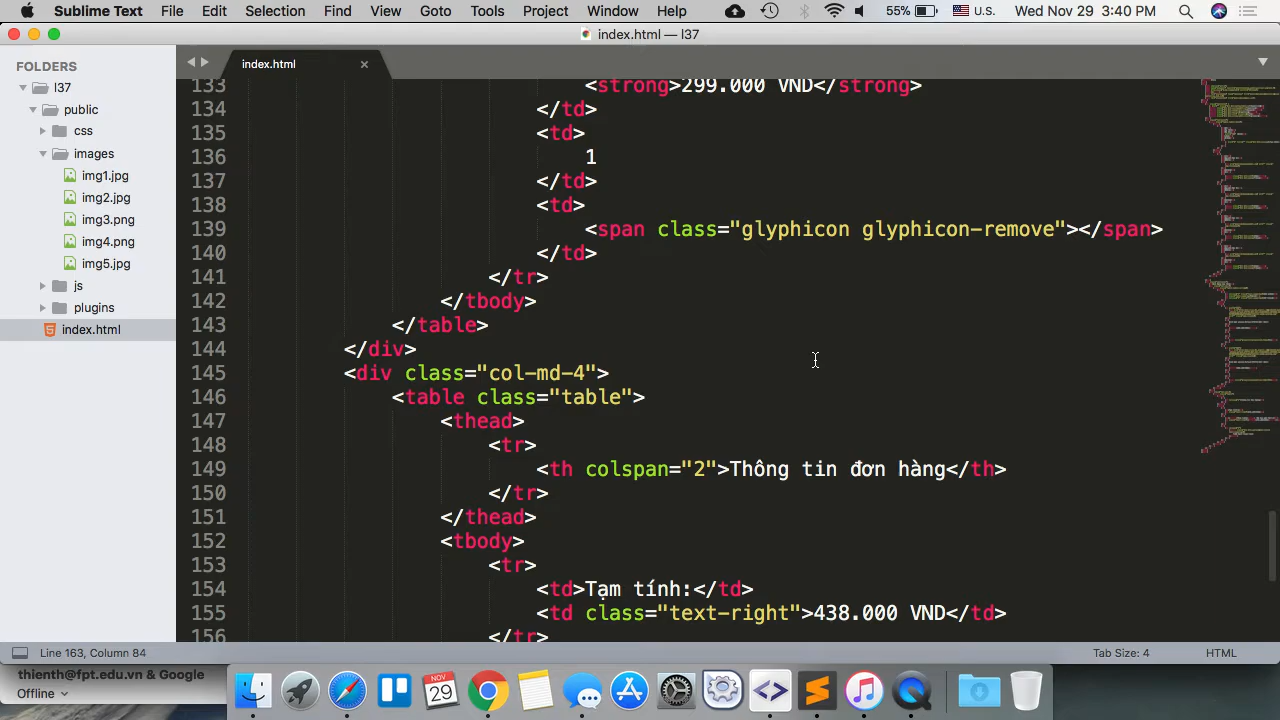 Sublime Text File Edit Selection Find View Goto Tools Project Window Help 55% U.S. Wed Nov 29 3:40 PM
index.html — l37
FOLDERS
l37
public
css
images
img1.jpg
img2.jpg
img3.png
img4.png
img5.jpg
js
plugins
index.html
index.html
133 <strong>299.000 VND</strong>
134 </td>
135 <td>
136 1
137 </td>
138 <td>
139 <span class="glyphicon glyphicon-remove"></span>
140 </td>
141 </tr>
142 </tbody>
143 </table>
144 </div>
145 <div class="col-md-4">
146 <table class="table">
147 <thead>
148 <tr>
149 <th colspan="2">Thông tin đơn hàng</th>
150 </tr>
151 </thead>
152 <tbody>
153 <tr>
154 <td>Tạm tính:</td>
155 <td class="text-right">438.000 VND</td>
156 </tr>
Line 163, Column 84 Tab Size: 4 HTML
thienth@fpt.edu.vn & Google
Offline
NOV
29